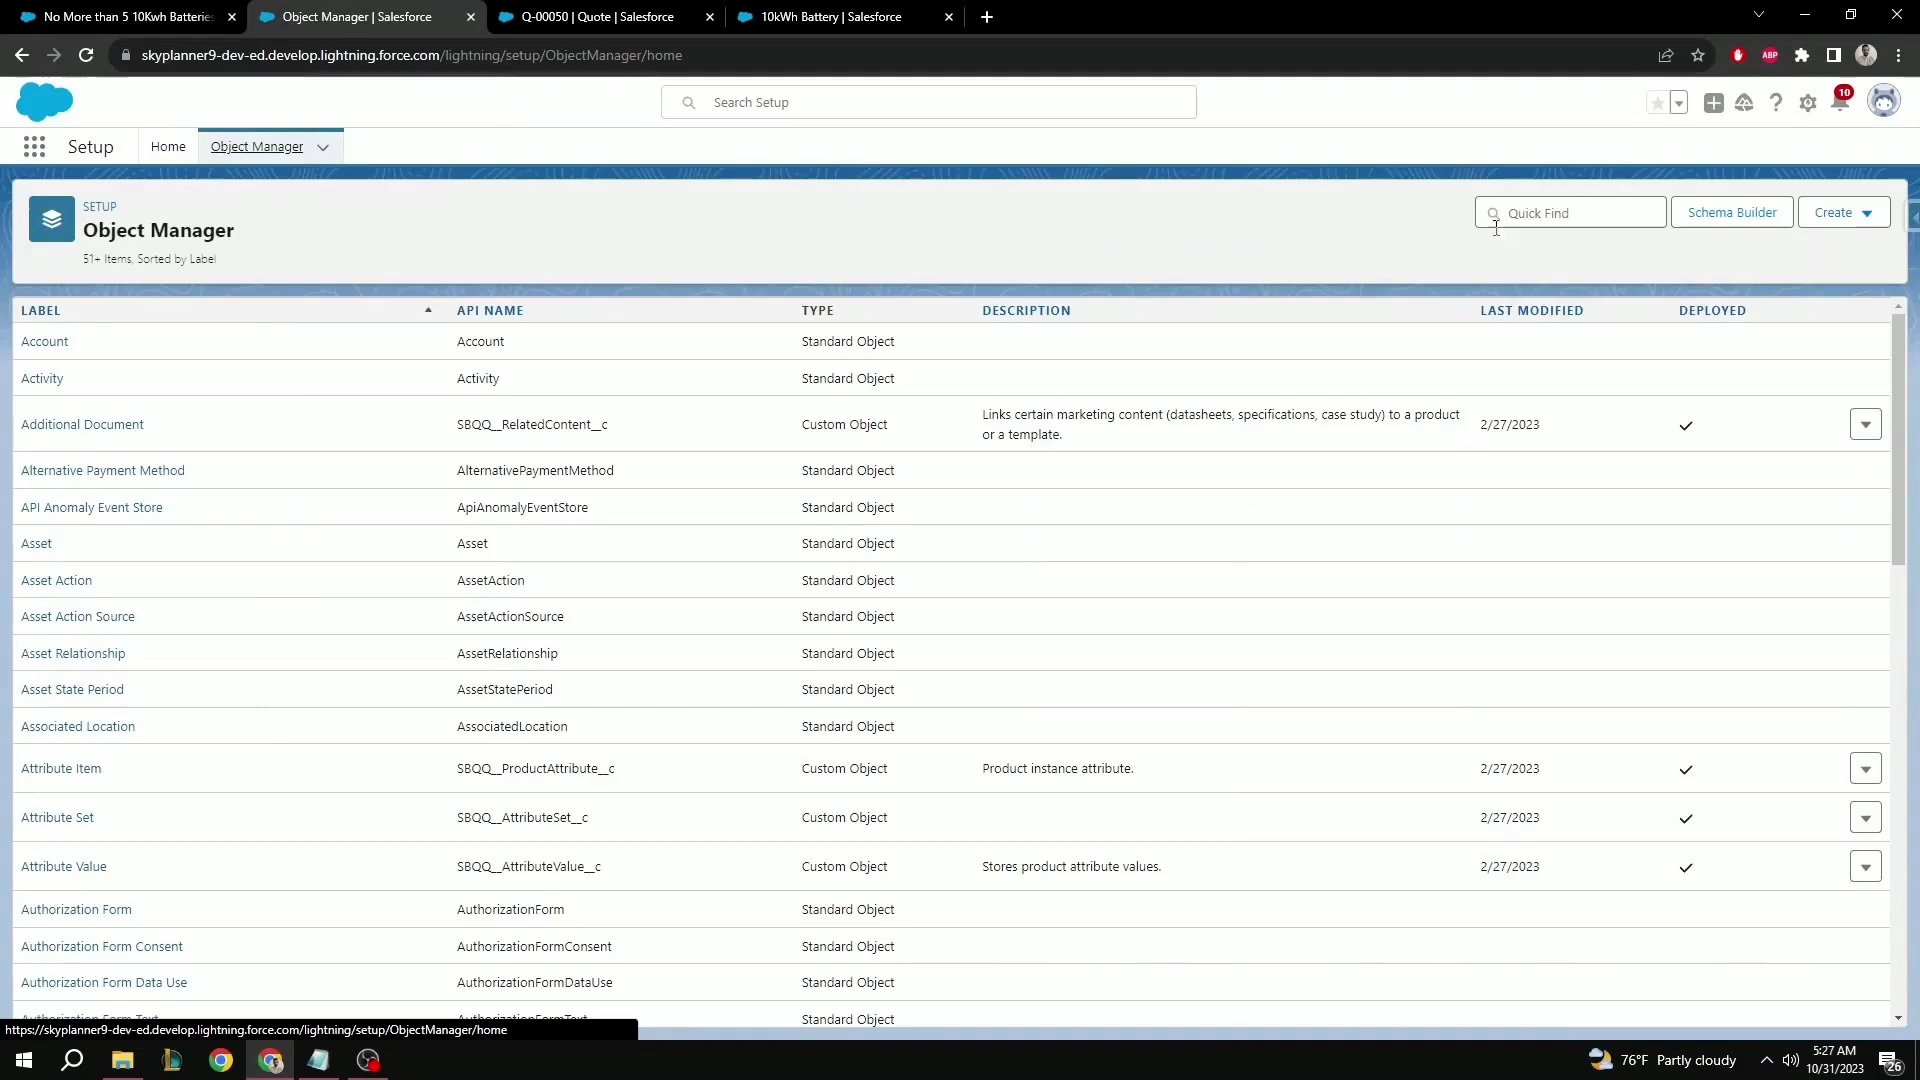 No More than 5 10Kwh Batteries
Object Manager | Salesforce
Q-00050 | Quote | Salesforce
10kWh Battery | Salesforce
skyplanner9-dev-ed.develop.lightning.force.com/lightning/setup/ObjectManager/home
ABP
Search Setup
10
Setup
Home
Object Manager
SETUP
Object Manager
51+ Items, Sorted by Label
Quick Find
Schema Builder
Create
LABEL API NAME TYPE DESCRIPTION LAST MODIFIED DEPLOYED
Account Account Standard Object
Activity Activity Standard Object
Additional Document SBQQ__RelatedContent__c Custom Object Links certain marketing content (datasheets, specifications, case study) to a product 2/27/2023
or a template.
Alternative Payment Method AlternativePaymentMethod Standard Object
API Anomaly Event Store ApiAnomalyEventStore Standard Object
Asset Asset Standard Object
Asset Action AssetAction Standard Object
Asset Action Source AssetActionSource Standard Object
Asset Relationship AssetRelationship Standard Object
Asset State Period AssetStatePeriod Standard Object
Associated Location AssociatedLocation Standard Object
Attribute Item SBQQ__ProductAttribute__c Custom Object Product instance attribute. 2/27/2023
Attribute Set SBQQ__AttributeSet__c Custom Object 2/27/2023
Attribute Value SBQQ__AttributeValue__c Custom Object Stores product attribute values. 2/27/2023
Authorization Form AuthorizationForm Standard Object
Authorization Form Consent AuthorizationFormConsent Standard Object
Authorization Form Data Use AuthorizationFormDataUse Standard Object
Authorization Form Text AuthorizationFormText Standard Object
https://skyplanner9-dev-ed.develop.lightning.force.com/lightning/setup/ObjectManager/home
76°F Partly cloudy
5:27 AM
10/31/2023
26